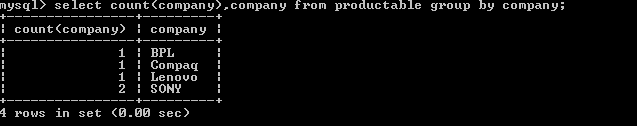 mysql> select count(company),company from productable group by company;
+----------------+---------+
| count(company) | company |
+----------------+---------+
|              1 | BPL     |
|              1 | Compaq  |
|              1 | Lenovo  |
|              2 | SONY    |
+----------------+---------+
4 rows in set (0.00 sec)